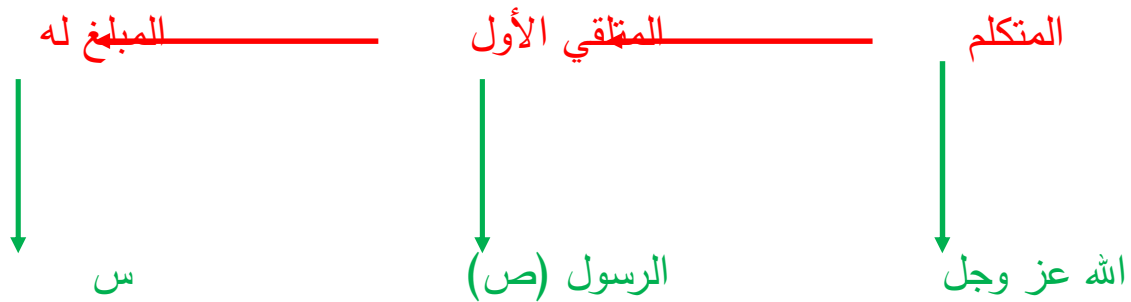 المتكلم المتلقي الأول المبلغ له
الله عز وجل الرسول (ص) س